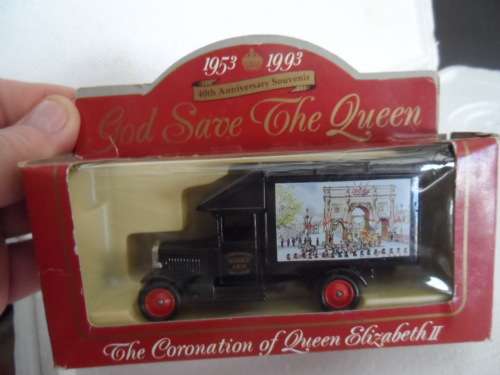 1953 1993
40th Anniversary Souvenir
God Save The Queen
The Coronation of Queen Elizabeth II